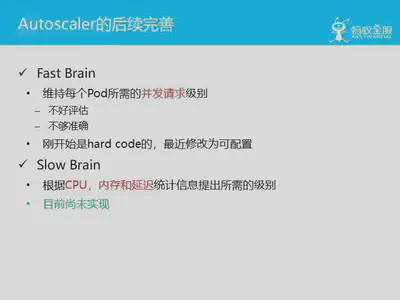 Autoscaler的后续完善
蚂蚁金服
ANT FINANCIAL
✓ Fast Brain
• 维持每个Pod所需的并发请求级别
– 不好评估
– 不够准确
• 刚开始是hard code的，最近修改为可配置
✓ Slow Brain
• 根据CPU，内存和延迟统计信息提出所需的级别
• 目前尚未实现